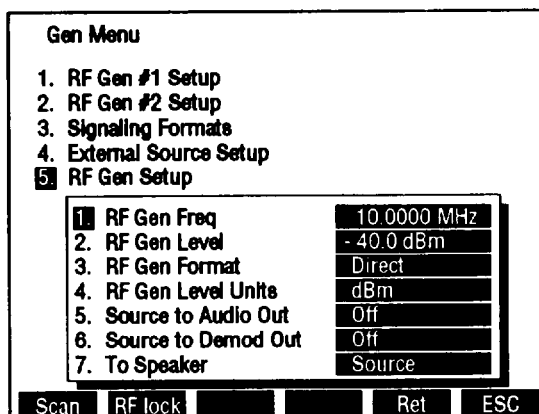 Gen Menu
1. RF Gen #1 Setup
2. RF Gen #2 Setup
3. Signaling Formats
4. External Source Setup
5. RF Gen Setup
1. RF Gen Freq 10.0000 MHz
2. RF Gen Level - 40.0 dBm
3. RF Gen Format Direct
4. RF Gen Level Units dBm
5. Source to Audio Out Off
6. Source to Demod Out Off
7. To Speaker Source
Scan RF lock Ret ESC